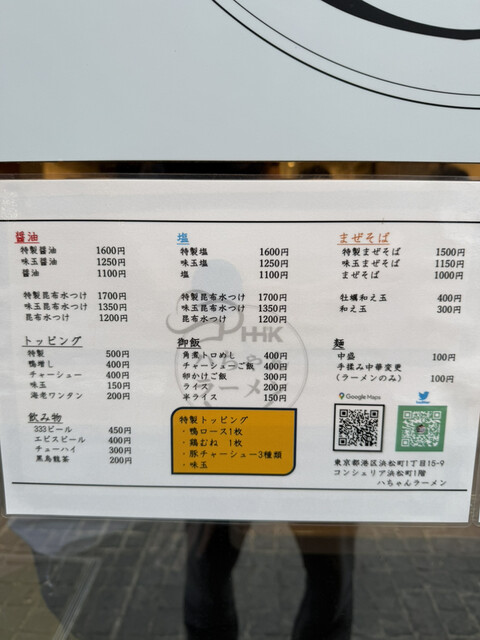 醤油
特製醤油 1600円
味玉醤油 1250円
醤油 1100円
特製昆布水つけ 1700円
味玉昆布水つけ 1350円
昆布水つけ 1200円
トッピング
特製 500円
鴨増し 400円
チャーシュー 400円
味玉 150円
海老ワンタン 200円
飲み物
333ビール 450円
エビスビール 400円
チューハイ 300円
黒烏龍茶 200円
塩
特製塩 1600円
味玉塩 1250円
塩 1100円
特製昆布水つけ 1700円
味玉昆布水つけ 1350円
昆布水つけ 1200円
御飯
角煮トロめし 400円
チャーシューご飯 400円
卵かけご飯 300円
ライス 200円
半ライス 150円
特製トッピング
・鴨ロース1枚
・鶏むね 1枚
・豚チャーシュー3種類
・味玉
まぜそば
特製まぜそば 1500円
味玉まぜそば 1150円
まぜそば 1000円
牡蠣和え玉 400円
和え玉 300円
麺
中盛 100円
手揉み中華変更
(ラーメンのみ) 100円
Google Maps
twitter
東京都港区浜松町1丁目15-9
コンシェリア浜松町1階
ハちゃんラーメン